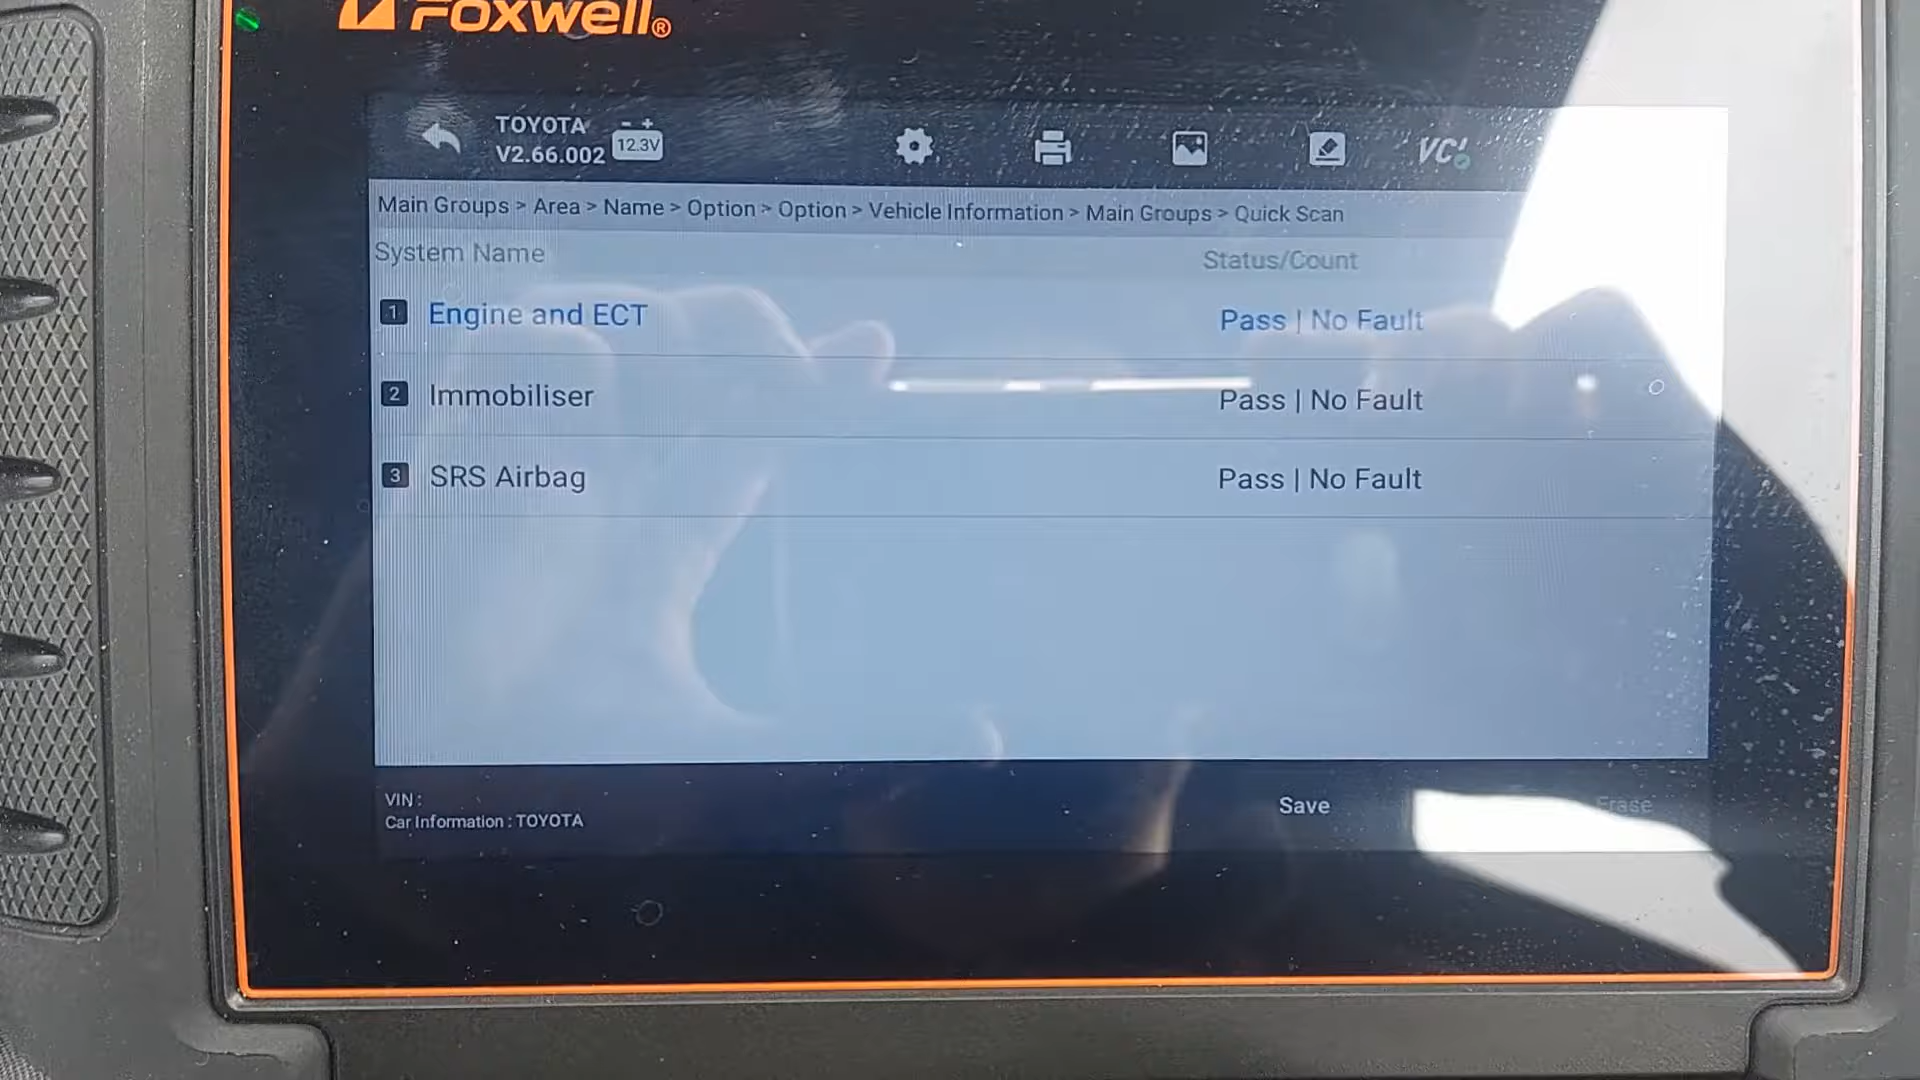 Foxwell®
TOYOTA
V2.66.002
12.3V
VCI
Main Groups > Area > Name > Option > Option > Vehicle Information > Main Groups > Quick Scan
System Name Status/Count
1 Engine and ECT Pass | No Fault
2 Immobiliser Pass | No Fault
3 SRS Airbag Pass | No Fault
VIN :
Car Information : TOYOTA
Save Erase